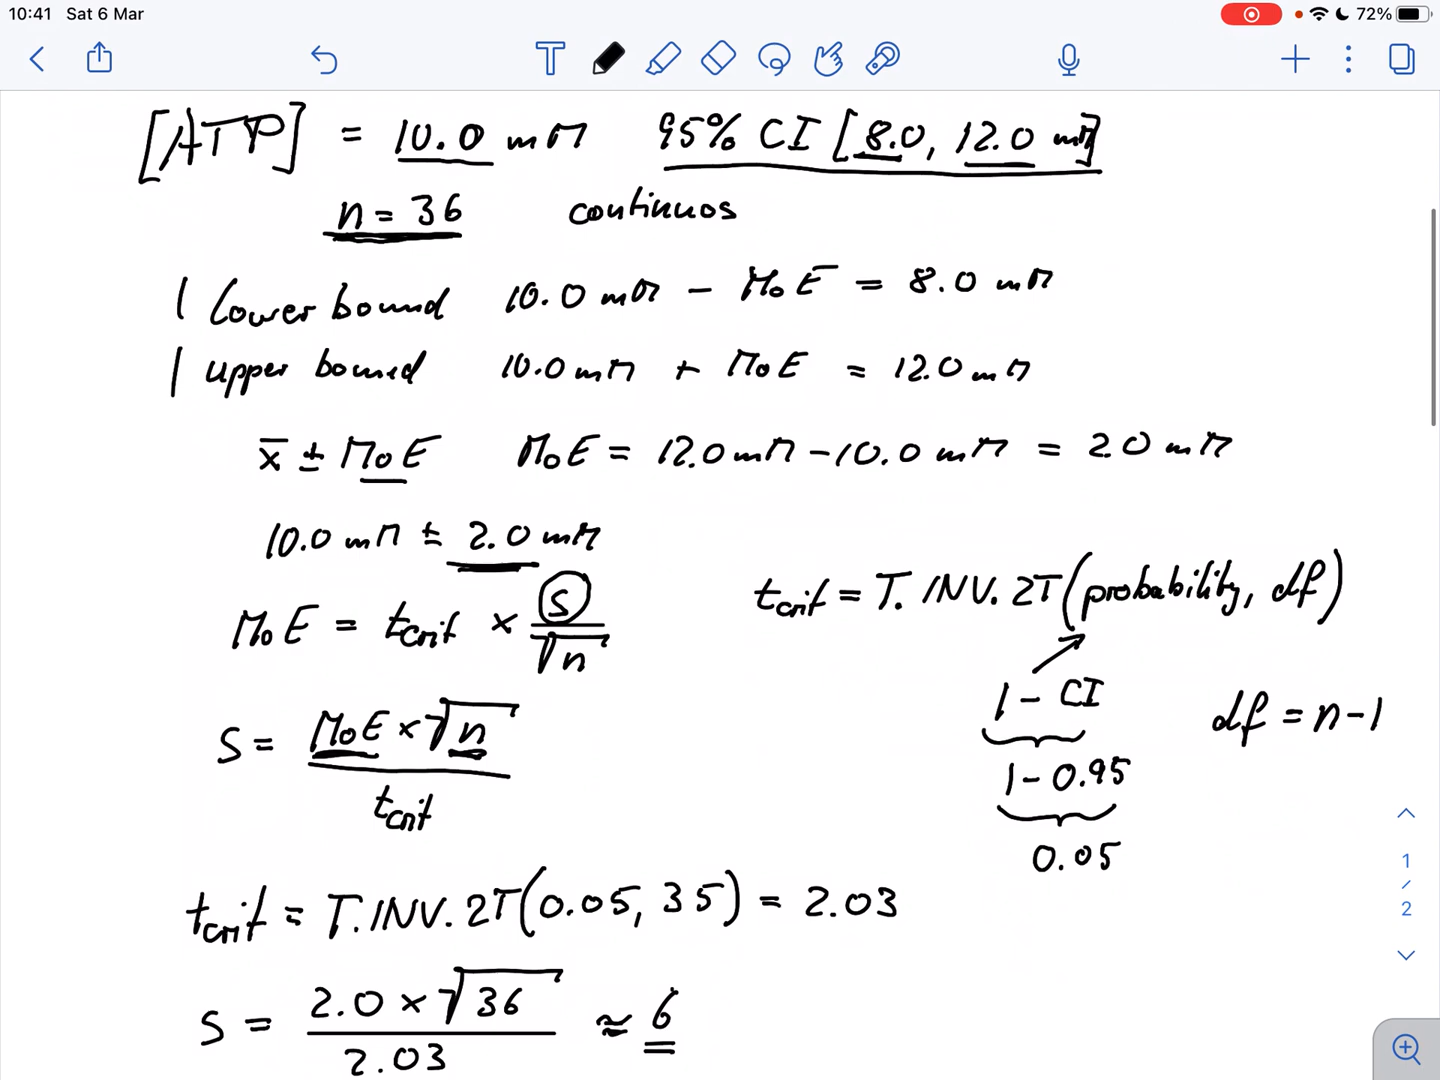 10:41 Sat 6 Mar 72%
[ATP] = 10.0 mM 95% CI [8.0, 12.0 mM]
n = 36 continuos
lower bound 10.0 mM - MoE = 8.0 mM
upper bound 10.0 mM + MoE = 12.0 mM
x̄ ± MoE MoE = 12.0 mM - 10.0 mM = 2.0 mM
10.0 mM ± 2.0 mM
MoE = tcrit × s/√n
tcrit = T.INV.2T(probability, df)
1 - CI
df = n-1
1 - 0.95
0.05
s = MoE × √n / tcrit
tcrit = T.INV.2T(0.05, 35) = 2.03
s = 2.0 × √36 / 2.03 ≈ 6
1
/
2